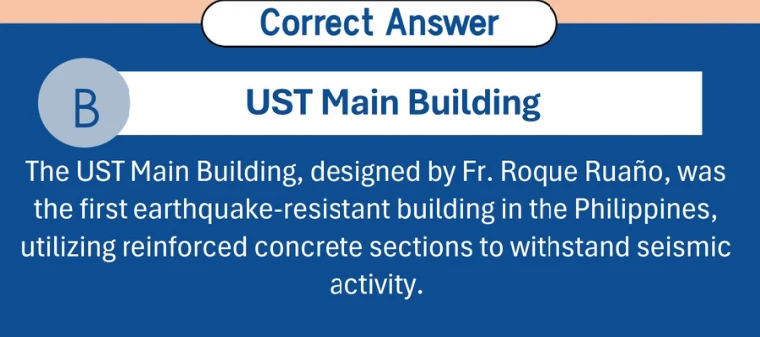 Correct Answer
B
UST Main Building
The UST Main Building, designed by Fr. Roque Ruaño, was
the first earthquake-resistant building in the Philippines,
utilizing reinforced concrete sections to withstand seismic
activity.